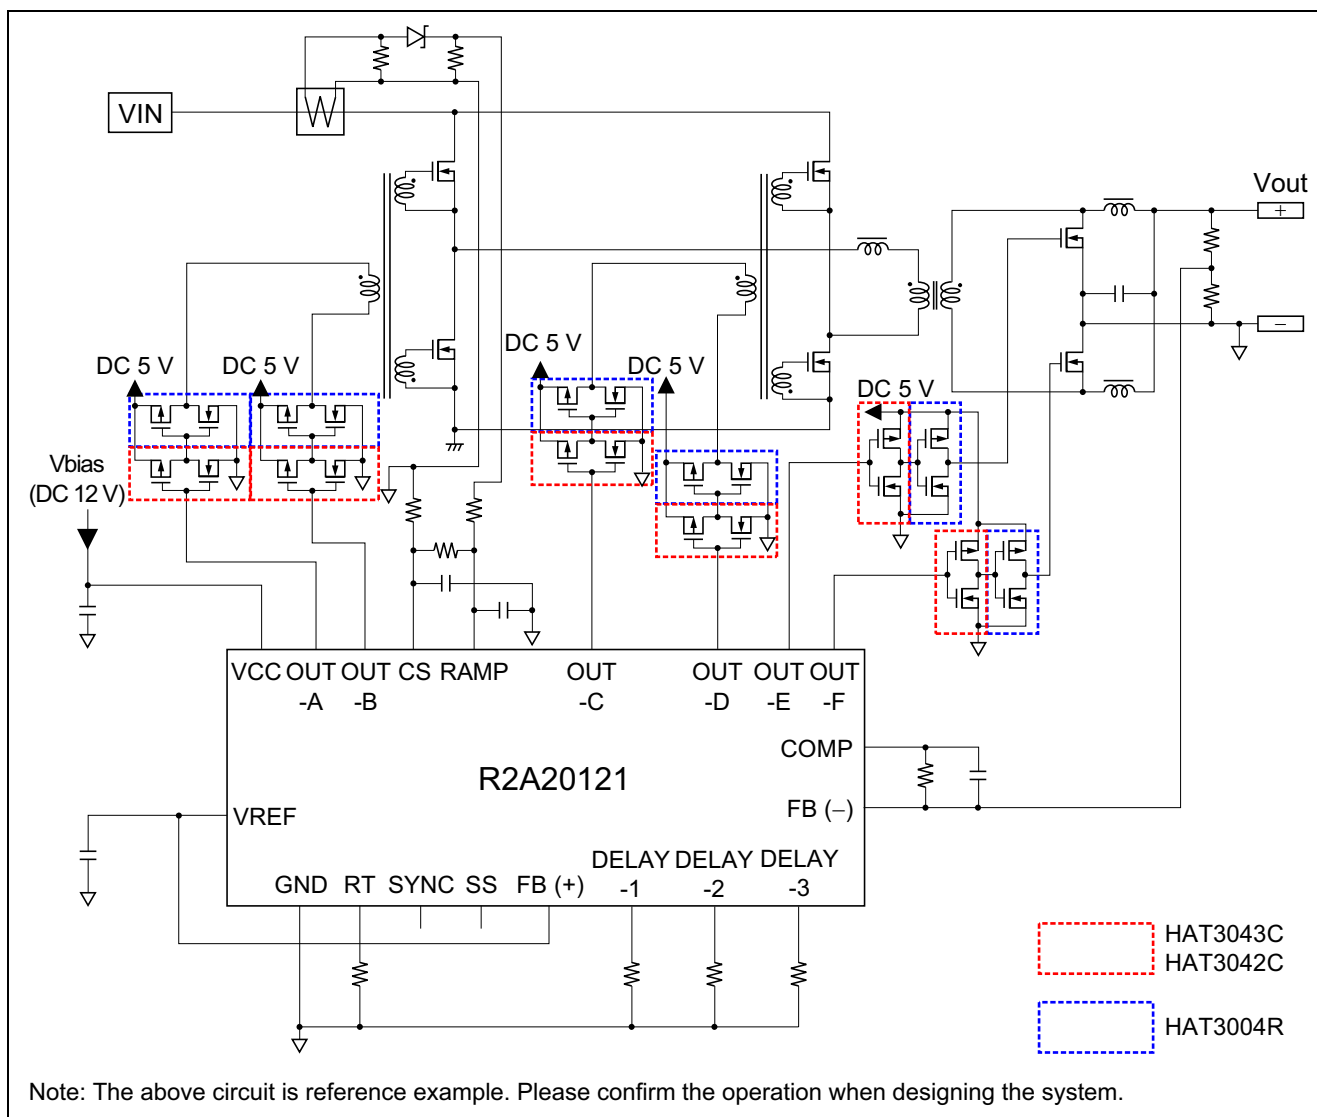 VIN
Vout
+
−
DC 5 V
DC 5 V
DC 5 V
DC 5 V
DC 5 V
Vbias
(DC 12 V)
VCC OUT OUT CS RAMP OUT OUT OUT OUT
-A -B -C -D -E -F
COMP
R2A20121
FB (−)
VREF
DELAY DELAY DELAY
GND RT SYNC SS FB (+) -1 -2 -3
HAT3043C
HAT3042C
HAT3004R
Note: The above circuit is reference example. Please confirm the operation when designing the system.